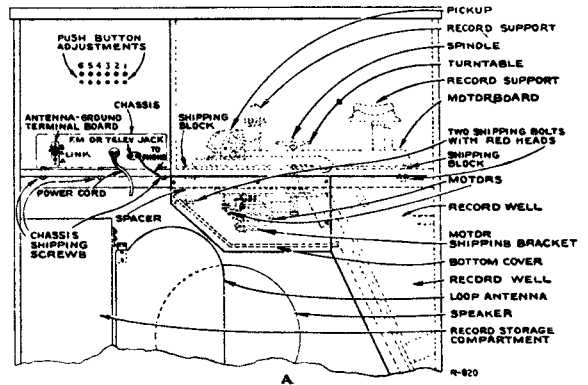 PUSH BUTTON
ADJUSTMENTS
6 5 4 3 2 1
CHASSIS
ANTENNA-GROUND
TERMINAL BOARD
F.M OR TELEV JACK
LINK
TO
PHONO
SHIPPING
BLOCK
POWER CORD
CHASSIS
SHIPPING
SCREWS
SPACER
PICKUP
RECORD SUPPORT
SPINDLE
TURNTABLE
RECORD SUPPORT
MOTORBOARD
TWO SHIPPING BOLTS
WITH RED HEADS
SHIPPING
BLOCK
MOTORS
RECORD WELL
MOTOR
SHIPPING BRACKET
BOTTOM COVER
RECORD WELL
LOOP ANTENNA
SPEAKER
RECORD STORAGE
COMPARTMENT
R-820
A